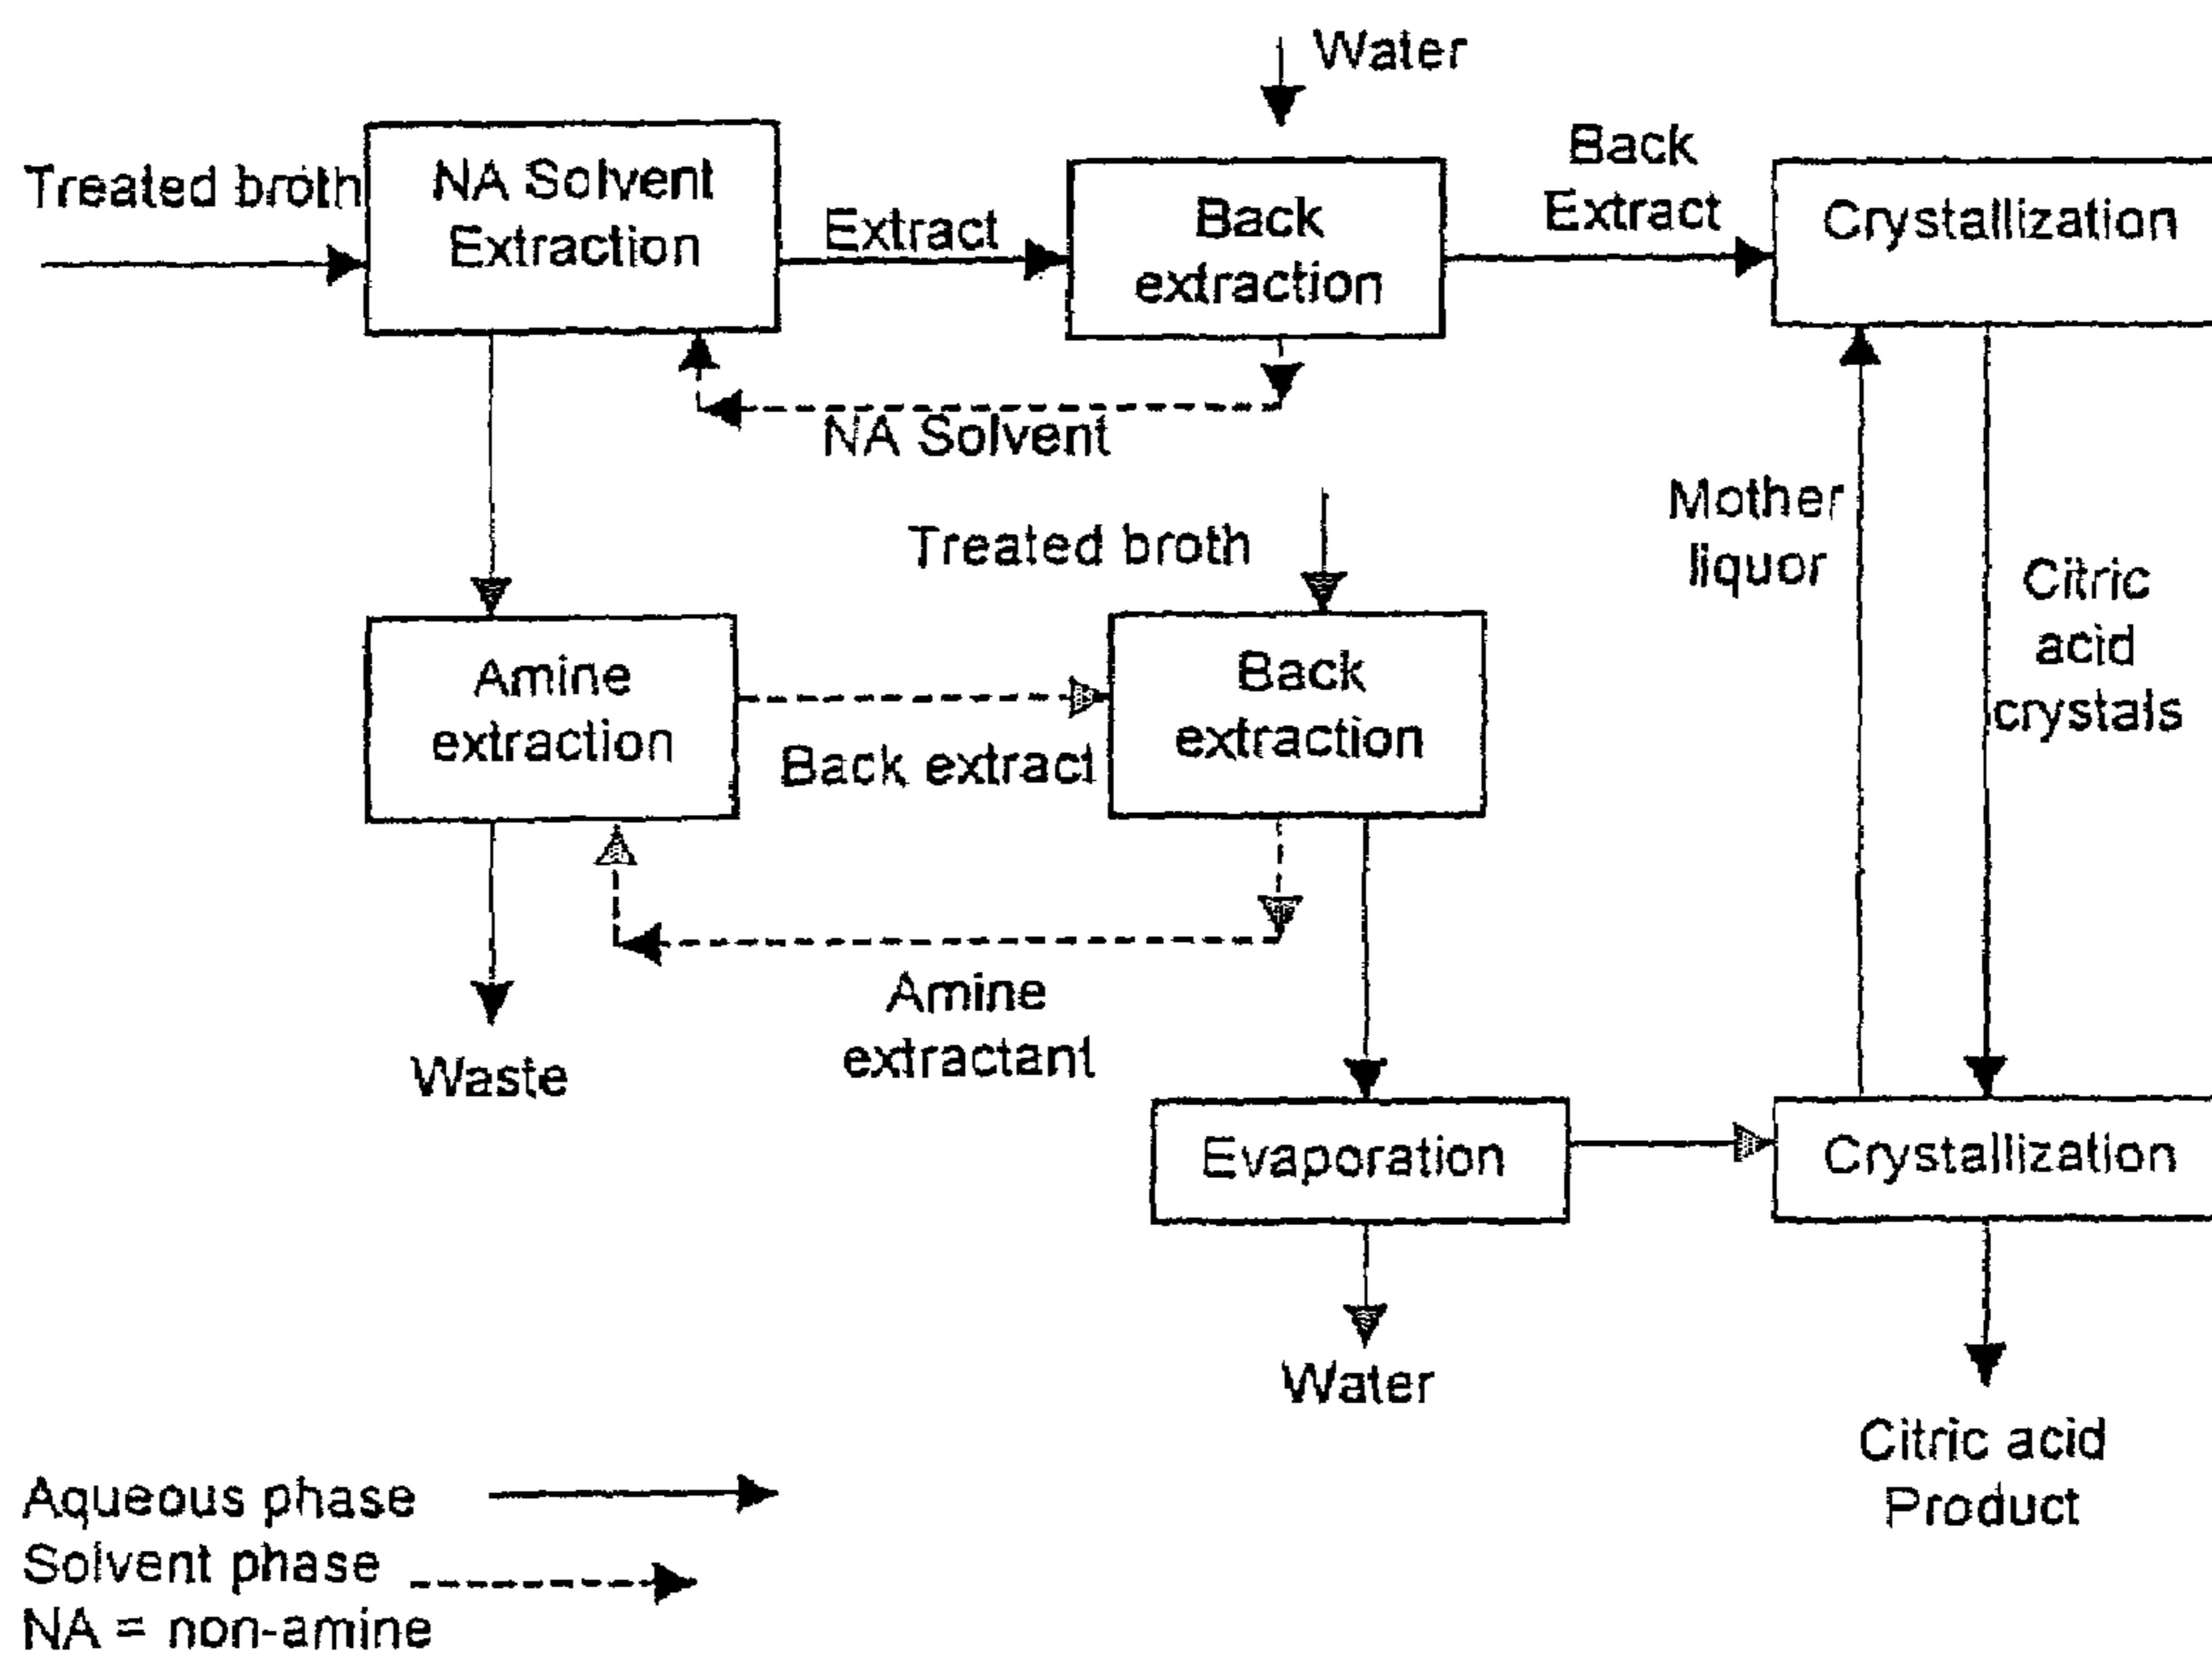 Water
Treated broth
NA Solvent
Extraction
Extract
Back
extraction
Back
Extract
Crystallization
NA Solvent
Treated broth
Mother
liquor
Citric
acid
crystals
Amine
extraction
Back extract
Back
extraction
Amine
extractant
Waste
Evaporation
Crystallization
Water
Citric acid
Product
Aqueous phase
Solvent phase
NA = non-amine